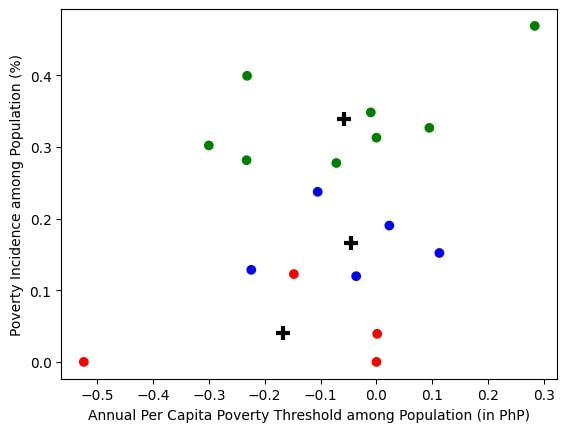 Poverty Incidence among Population (%)
0.4
0.3
0.2
0.1
0.0
−0.5 −0.4 −0.3 −0.2 −0.1 0.0 0.1 0.2 0.3
Annual Per Capita Poverty Threshold among Population (in PhP)